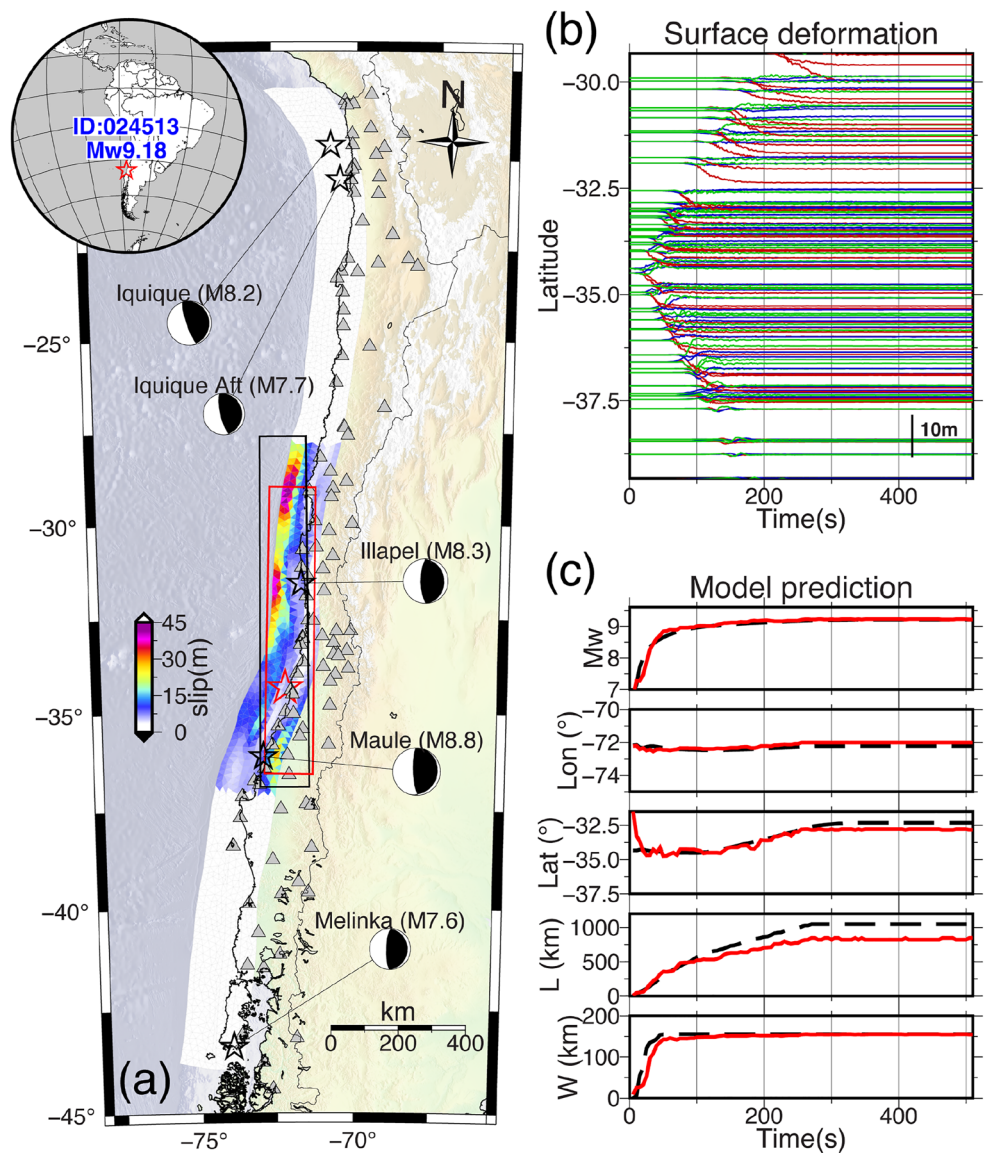 (a)
ID:024513
Mw9.18
N
Iquique (M8.2)
Iquique Aft (M7.7)
Illapel (M8.3)
Maule (M8.8)
Melinka (M7.6)
45
30
15
0
slip(m)
km
0 200 400
−25°
−30°
−35°
−40°
−45°
−75° −70°
(b)
Surface deformation
−30.0
−32.5
−35.0
−37.5
Latitude
10m
0 200 400
Time(s)
(c)
Model prediction
9
8
7
Mw
−70
−72
−74
Lon (°)
−32.5
−35.0
−37.5
Lat (°)
1000
500
0
L (km)
200
100
0
W (km)
0 200 400
Time(s)